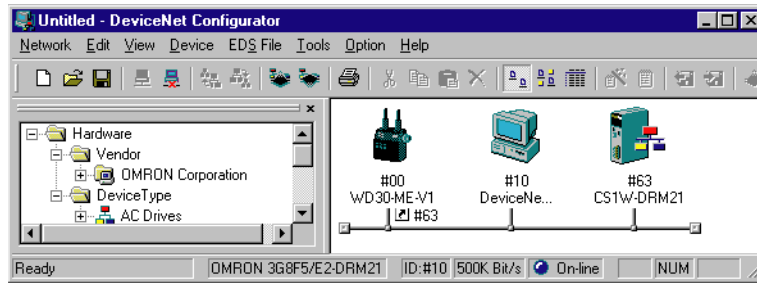 Untitled - DeviceNet Configurator
Network Edit View Device EDS File Tools Option Help
Hardware
Vendor
OMRON Corporation
DeviceType
AC Drives
#00
WD30-ME-V1
#63
#10
DeviceNe...
#63
CS1W-DRM21
Ready
OMRON 3G8F5/E2-DRM21
ID:#10
500K Bit/s
On-line
NUM